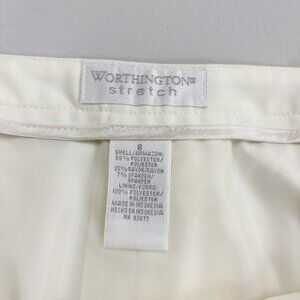 WORTHINGTON®
stretch
8
SHELL/ARMAZON:
58% POLYESTER/
POLIESTER
35% RAYON/RAYON
7% SPANDEX/
SPANDEX
LINING/FORRO:
100% POLYESTER/
POLIESTER
MADE IN INDONESIA
HECHO EN INDONESIA
RN 93677